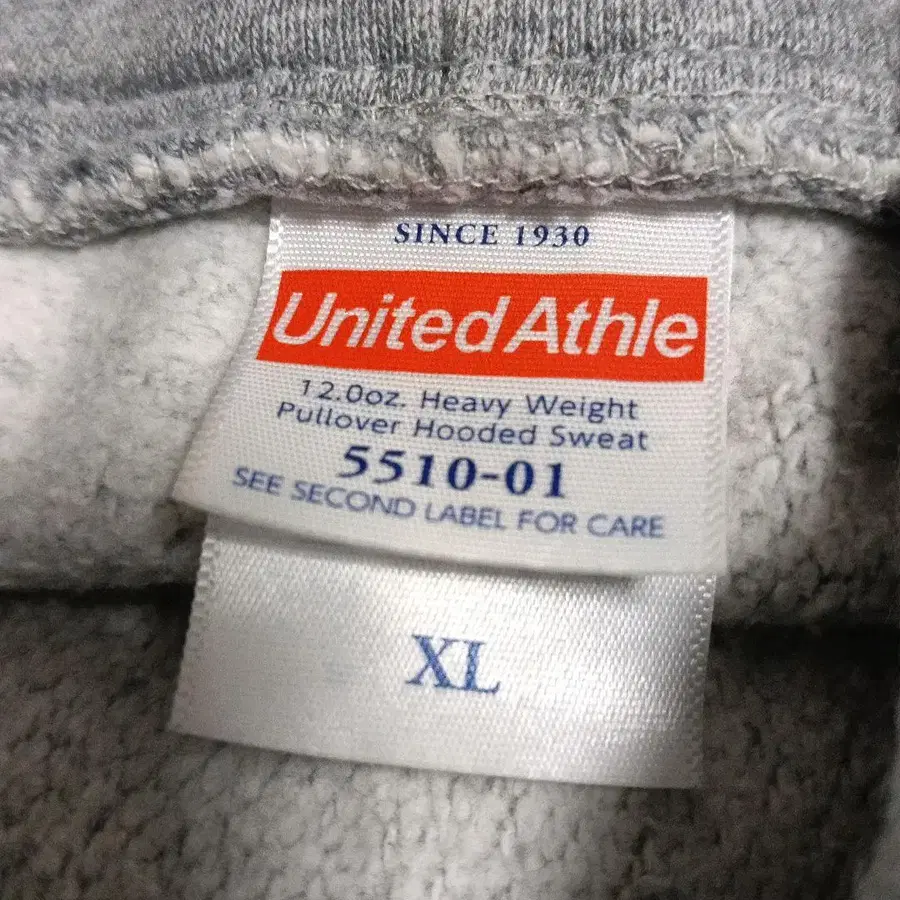 SINCE 1930
United Athle
12.0oz. Heavy Weight
Pullover Hooded Sweat
5510-01
SEE SECOND LABEL FOR CARE
XL